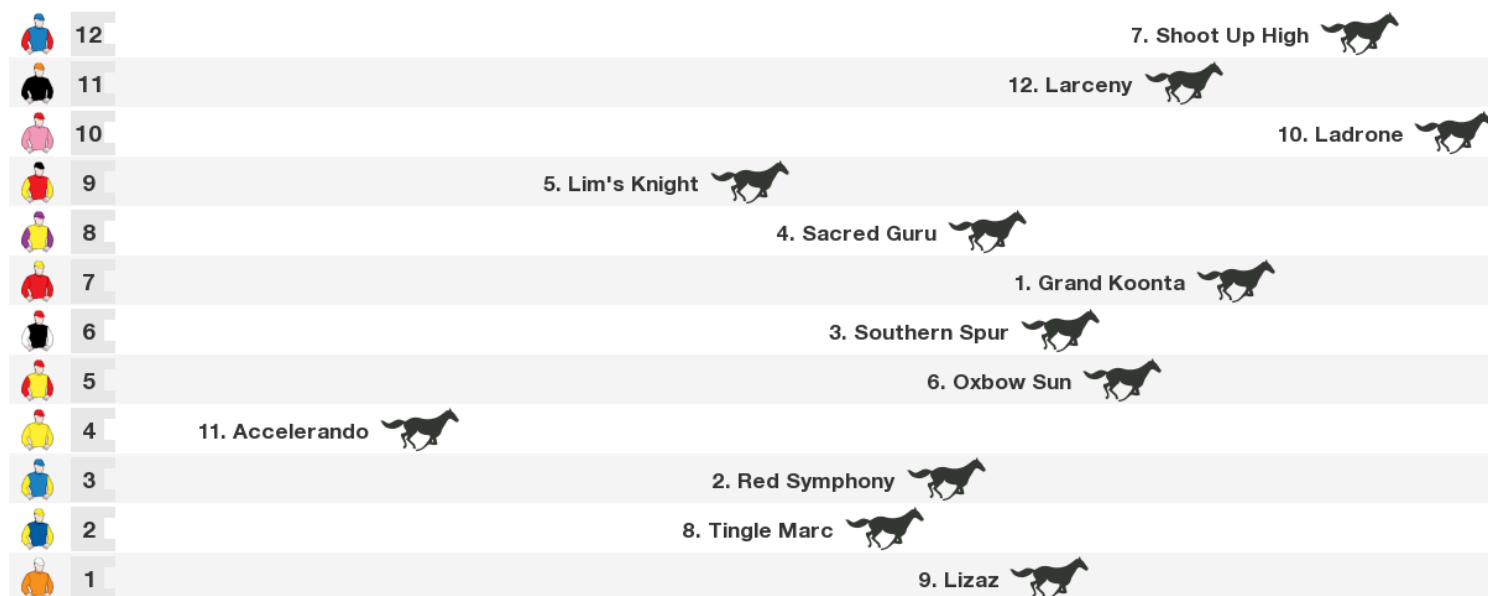 12 7. Shoot Up High
11 12. Larceny
10 10. Ladrone
9 5. Lim's Knight
8 4. Sacred Guru
7 1. Grand Koonta
6 3. Southern Spur
5 6. Oxbow Sun
4 11. Accelerando
3 2. Red Symphony
2 8. Tingle Marc
1 9. Lizaz